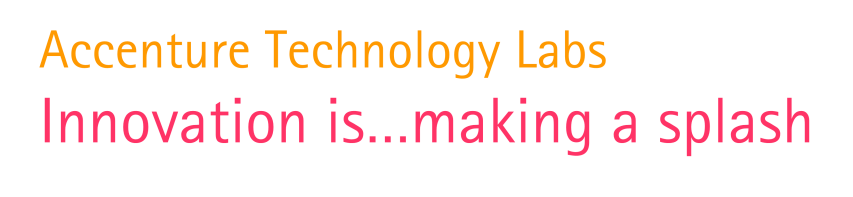 Accenture Technology Labs
Innovation is...making a splash